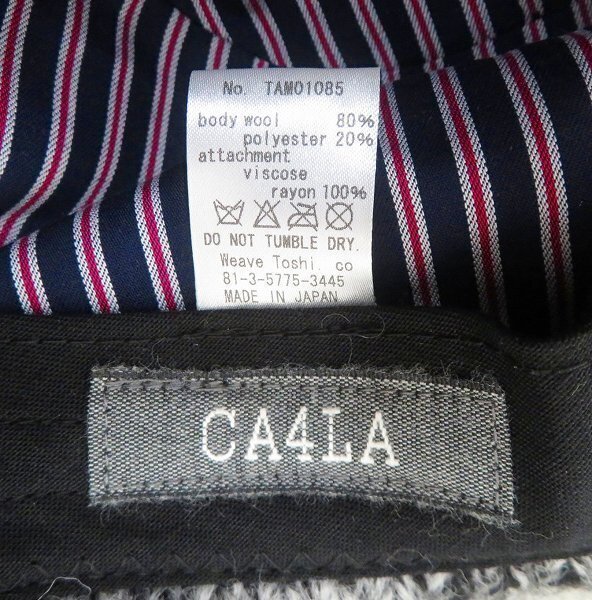 No. TAM01085
body wool 80%
polyester 20%
attachment
viscose
rayon 100%
DO NOT TUMBLE DRY.
Weave Toshi. co
81-3-5775-3445
MADE IN JAPAN
CA4LA